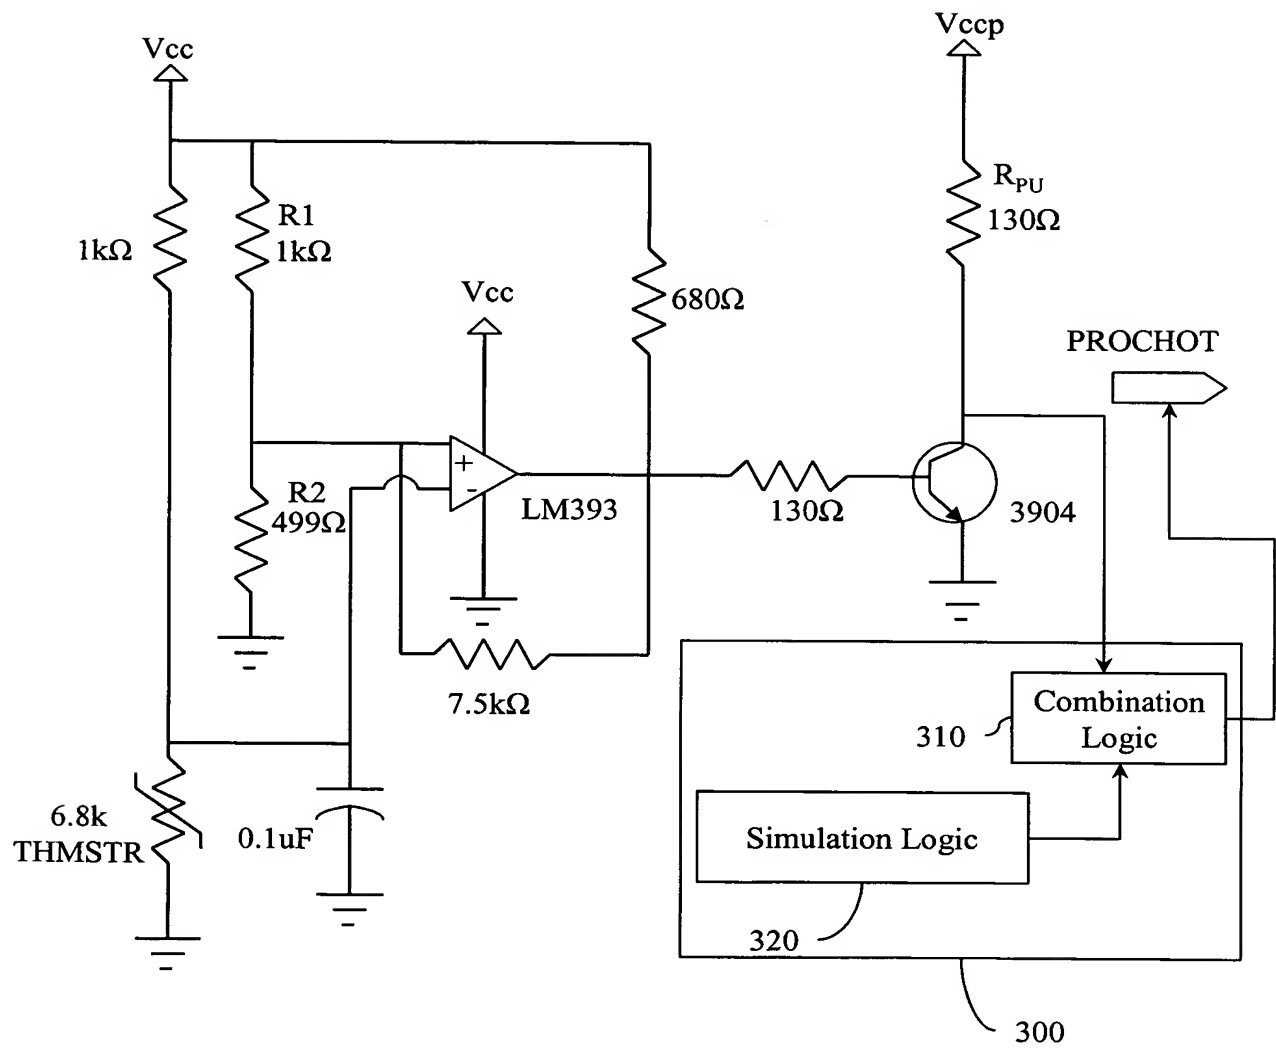 Vccp
Vcc
R1
1kΩ
1kΩ
RPU
130Ω
Vcc
680Ω
PROCHOT
+
-
R2
499Ω
LM393
130Ω
3904
7.5kΩ
6.8k
THMSTR
0.1uF
310
Combination
Logic
Simulation Logic
320
300